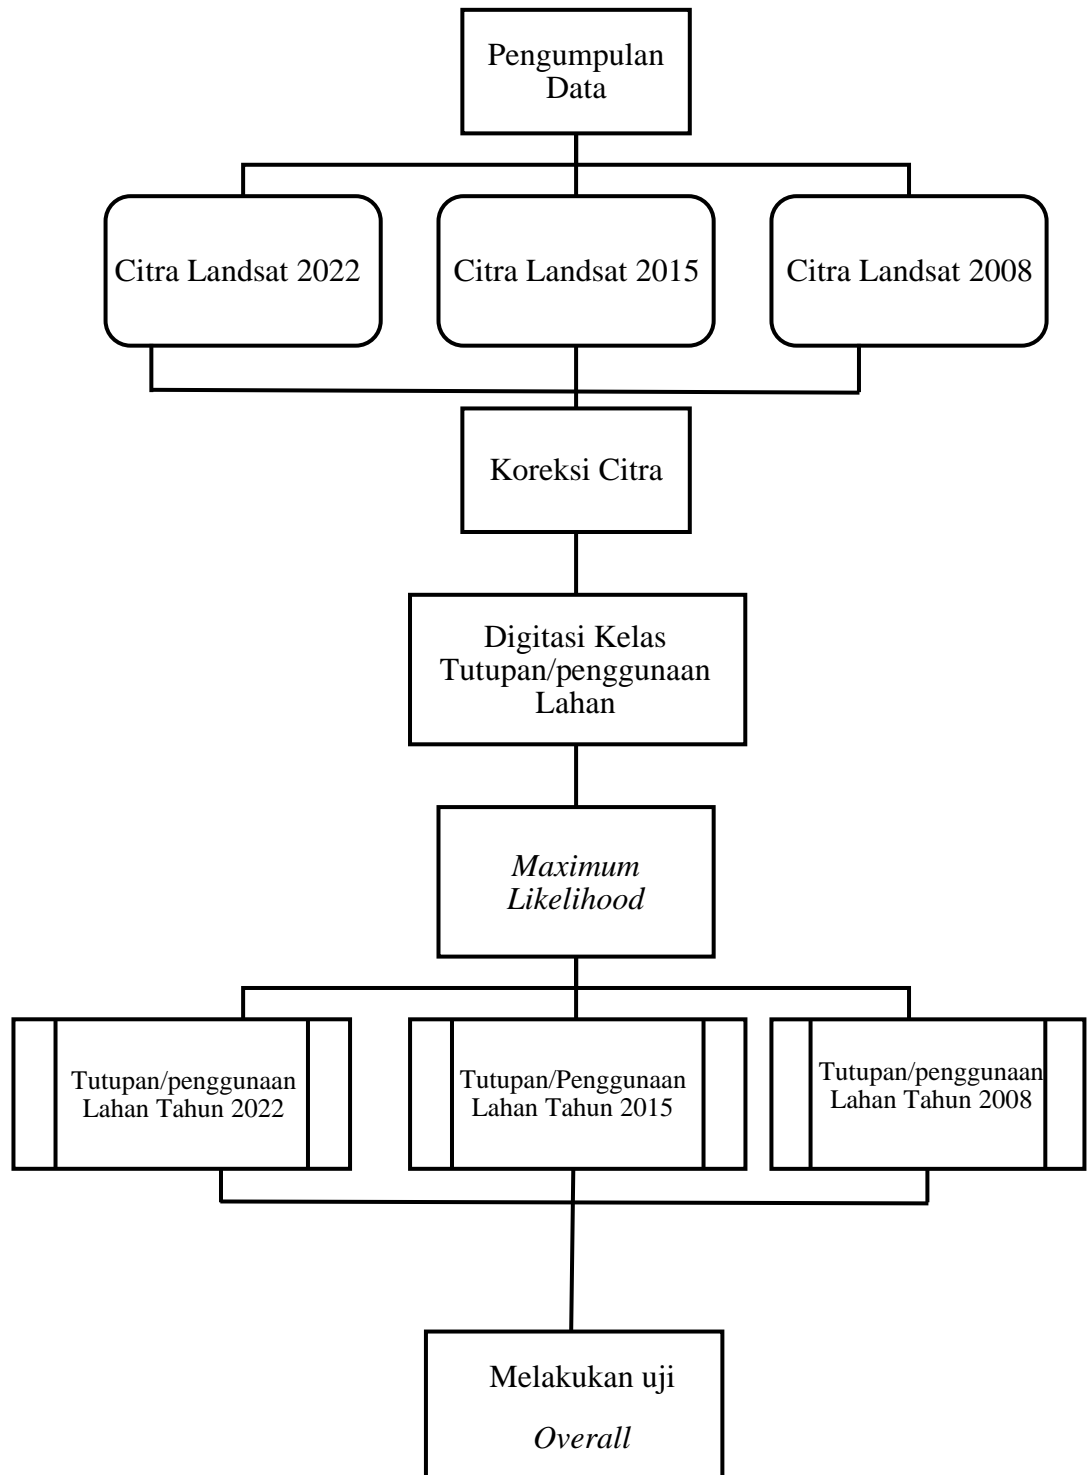 Pengumpulan
Data
Citra Landsat 2022
Citra Landsat 2015
Citra Landsat 2008
Koreksi Citra
Digitasi Kelas
Tutupan/penggunaan
Lahan
Maximum
Likelihood
Tutupan/penggunaan
Lahan Tahun 2022
Tutupan/Penggunaan
Lahan Tahun 2015
Tutupan/penggunaan
Lahan Tahun 2008
Melakukan uji
Overall